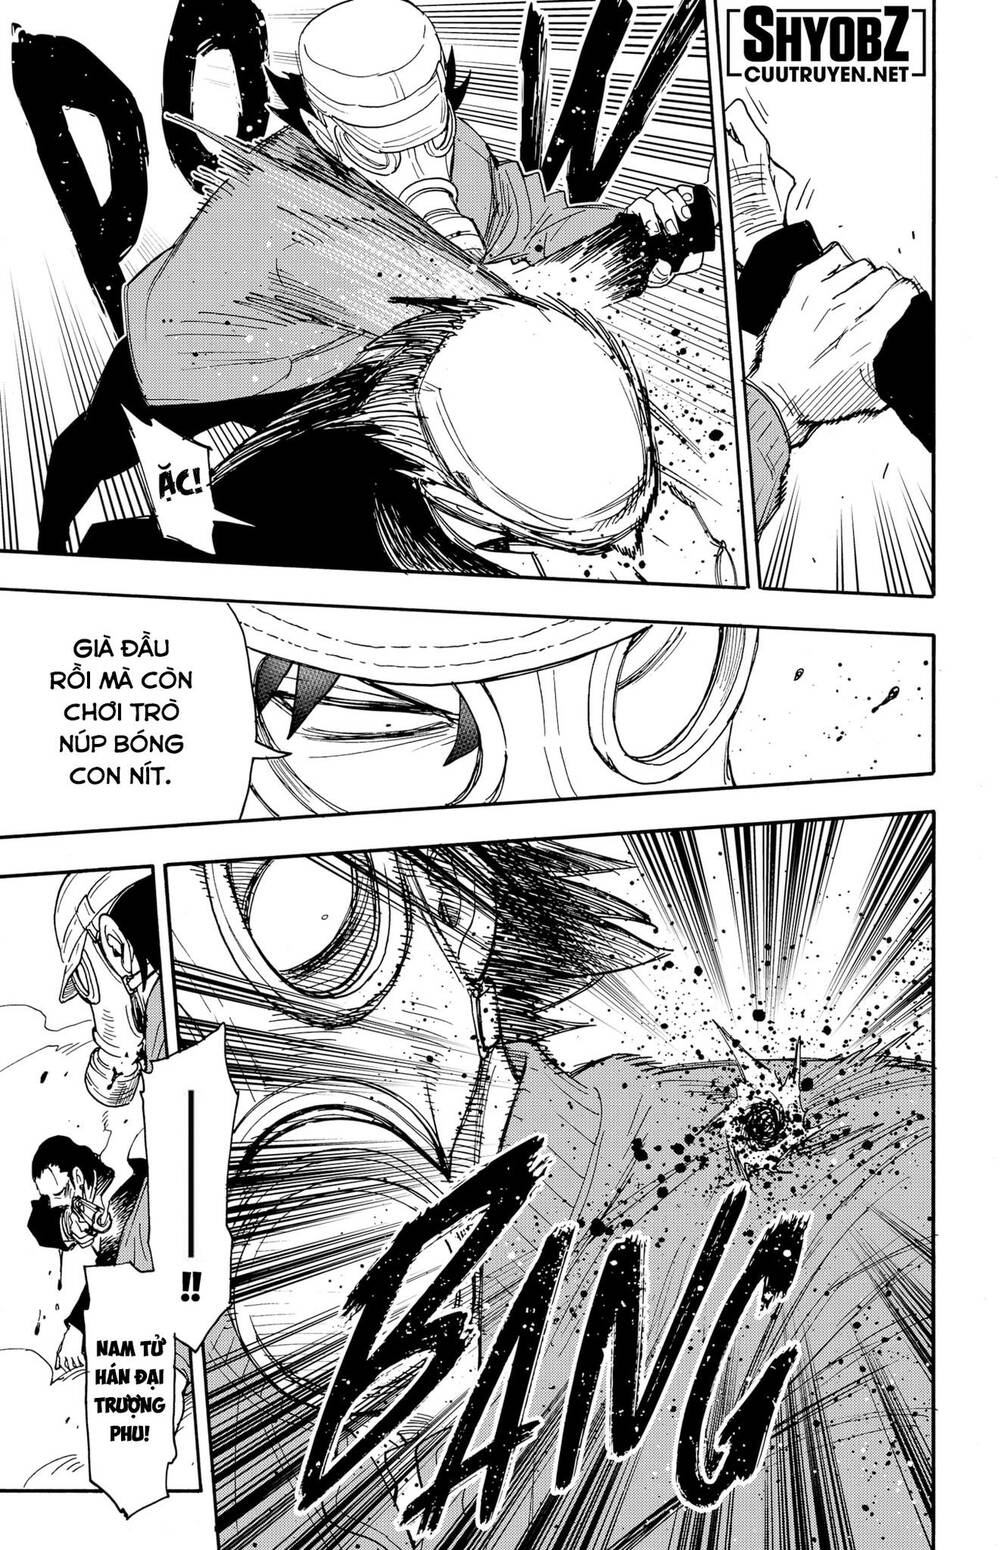 SHYOBZ
CUUTRUYEN.NET
DOW
ẶC!
GIÀ ĐẦU
RỒI MÀ CÒN
CHƠI TRÒ
NÚP BÓNG
CON NÍT.
BANG
—!!
NAM TỬ
HÁN ĐẠI
TRƯỢNG
PHU!